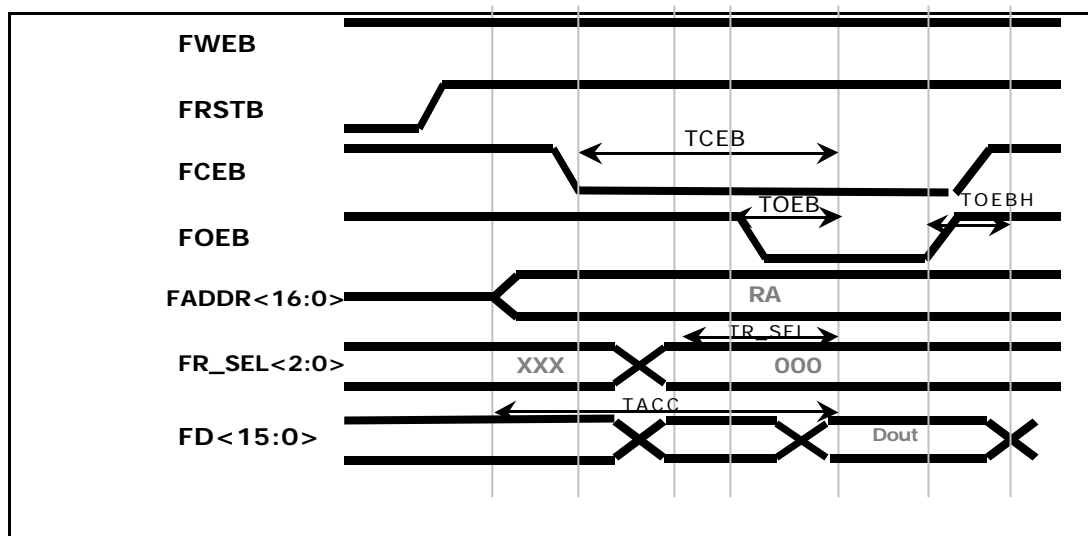 FWEB
FRSTB
TCEB
FCEB
TOEB
TOEBH
FOEB
FADDR<16:0>
RA
TR_SEL
FR_SEL<2:0>
XXX
000
TACC
FD<15:0>
Dout